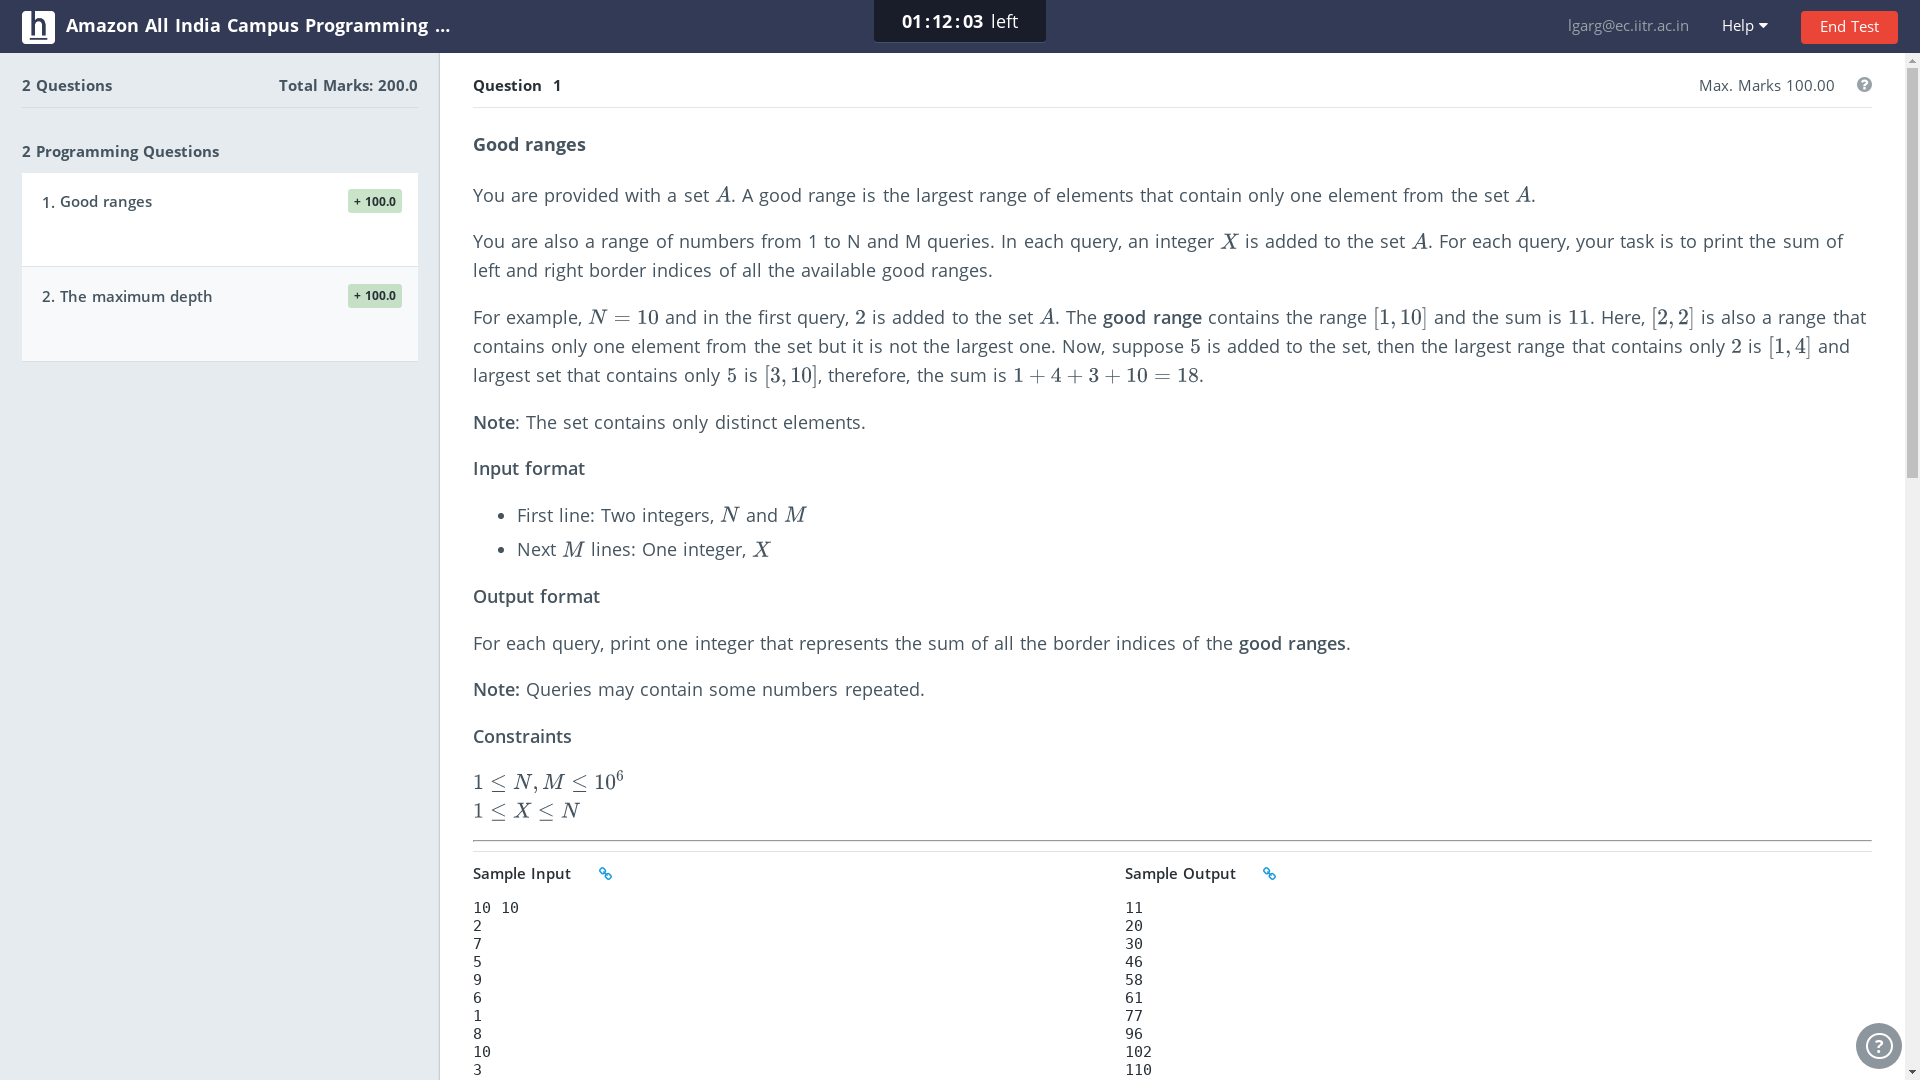 h Amazon All India Campus Programming ...
01:12:03 left
lgarg@ec.iitr.ac.in Help End Test
2 Questions Total Marks: 200.0
2 Programming Questions
1. Good ranges + 100.0
2. The maximum depth + 100.0
Question 1 Max. Marks 100.00 ?
Good ranges
You are provided with a set A. A good range is the largest range of elements that contain only one element from the set A.
You are also a range of numbers from 1 to N and M queries. In each query, an integer X is added to the set A. For each query, your task is to print the sum of
left and right border indices of all the available good ranges.
For example, N = 10 and in the first query, 2 is added to the set A. The good range contains the range [1, 10] and the sum is 11. Here, [2, 2] is also a range that
contains only one element from the set but it is not the largest one. Now, suppose 5 is added to the set, then the largest range that contains only 2 is [1, 4] and
largest set that contains only 5 is [3, 10], therefore, the sum is 1 + 4 + 3 + 10 = 18.
Note: The set contains only distinct elements.
Input format
• First line: Two integers, N and M
• Next M lines: One integer, X
Output format
For each query, print one integer that represents the sum of all the border indices of the good ranges.
Note: Queries may contain some numbers repeated.
Constraints
1 ≤ N, M ≤ 10⁶
1 ≤ X ≤ N
Sample Input
10 10
2
7
5
9
6
1
8
10
3
Sample Output
11
20
30
46
58
61
77
96
102
110
?